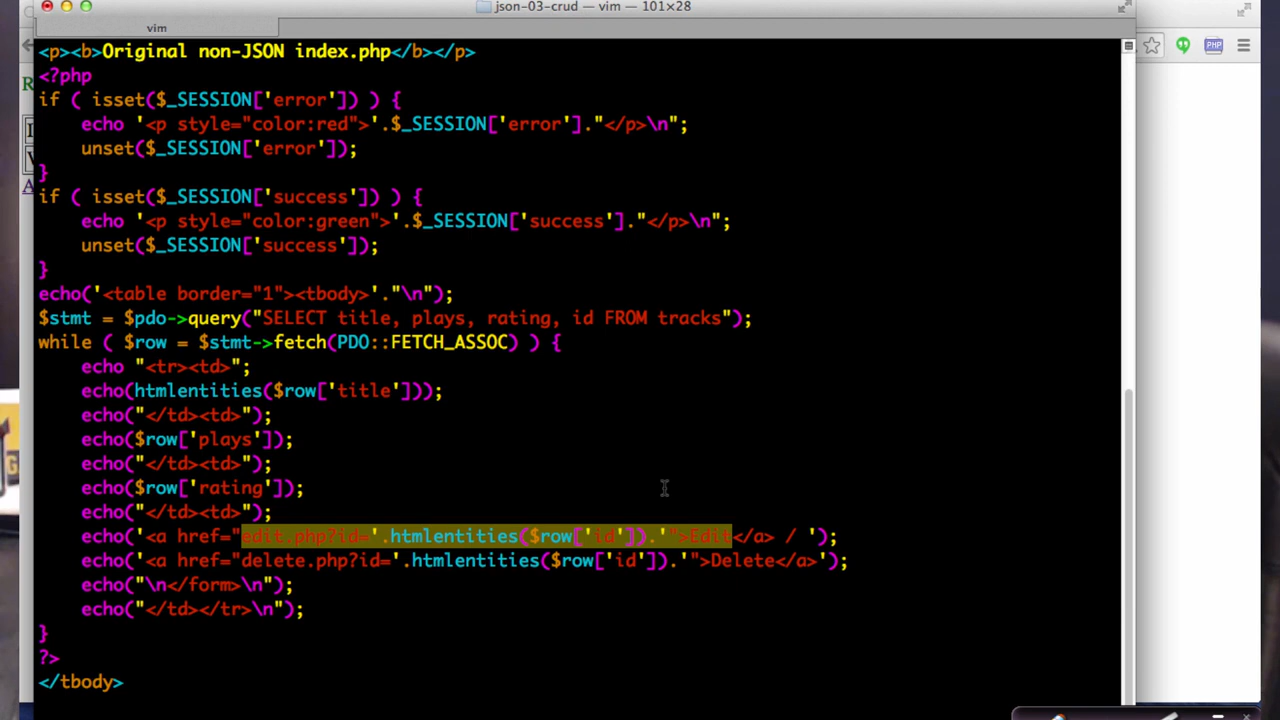 json-03-crud — vim — 101×28
vim
<p><b>Original non-JSON index.php</b></p>
<?php
if ( isset($_SESSION['error']) ) {
    echo '<p style="color:red">'.$_SESSION['error']."</p>\n";
    unset($_SESSION['error']);
}
if ( isset($_SESSION['success']) ) {
    echo '<p style="color:green">'.$_SESSION['success']."</p>\n";
    unset($_SESSION['success']);
}
echo('<table border="1"><tbody>'."\n");
$stmt = $pdo->query("SELECT title, plays, rating, id FROM tracks");
while ( $row = $stmt->fetch(PDO::FETCH_ASSOC) ) {
    echo "<tr><td>";
    echo(htmlentities($row['title']));
    echo("</td><td>");
    echo($row['plays']);
    echo("</td><td>");
    echo($row['rating']);
    echo("</td><td>");
    echo('<a href="edit.php?id='.htmlentities($row['id']).'">Edit</a> / ');
    echo('<a href="delete.php?id='.htmlentities($row['id']).'">Delete</a>');
    echo("\n</form>\n");
    echo("</td></tr>\n");
}
?>
</tbody>
PHP